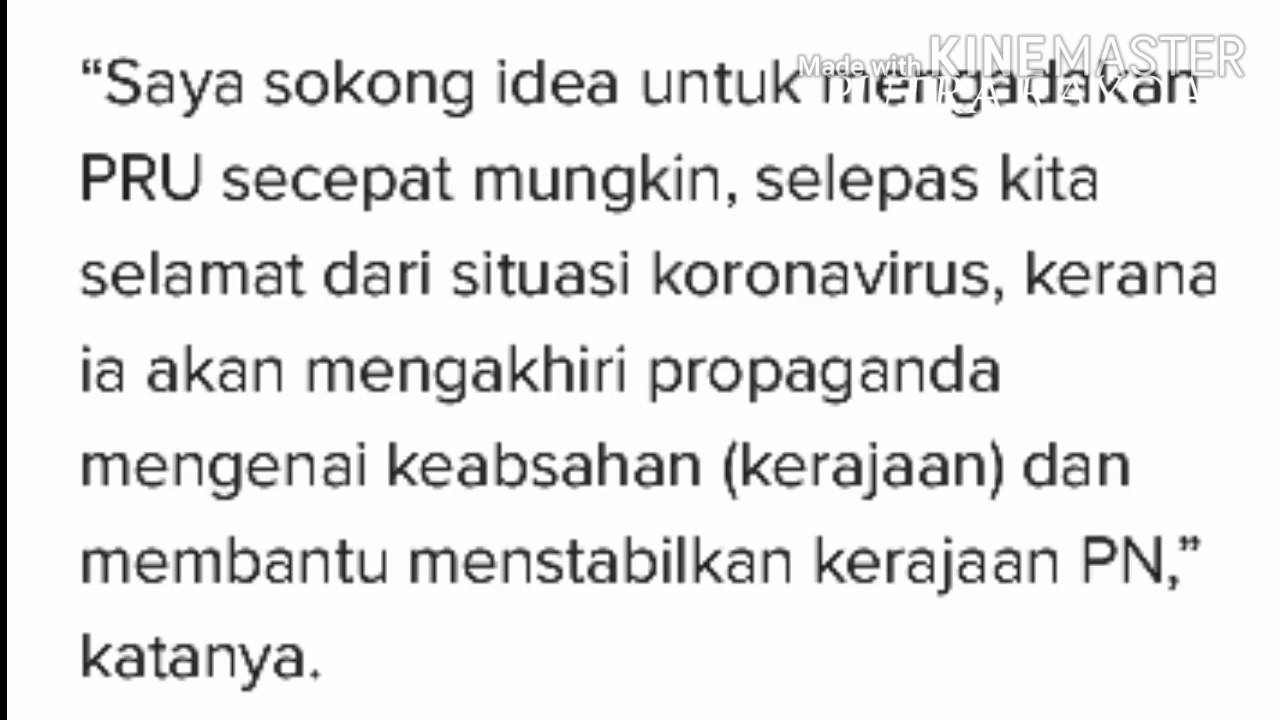 Made with KINEMASTER
“Saya sokong idea untuk mengadakan
PRU secepat mungkin, selepas kita
selamat dari situasi koronavirus, kerana
ia akan mengakhiri propaganda
mengenai keabsahan (kerajaan) dan
membantu menstabilkan kerajaan PN,”
katanya.